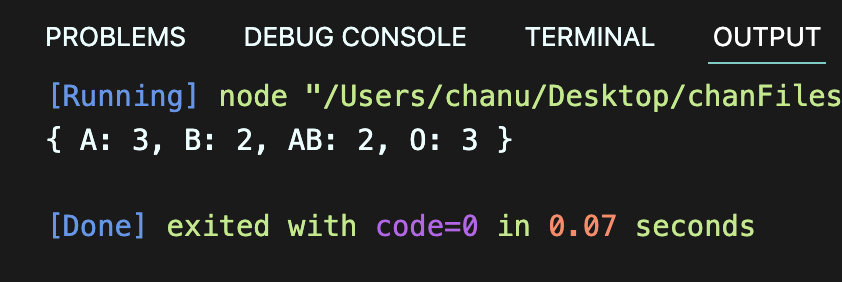 PROBLEMS DEBUG CONSOLE TERMINAL OUTPUT
[Running] node "/Users/chanu/Desktop/chanFiles
{ A: 3, B: 2, AB: 2, O: 3 }
[Done] exited with code=0 in 0.07 seconds